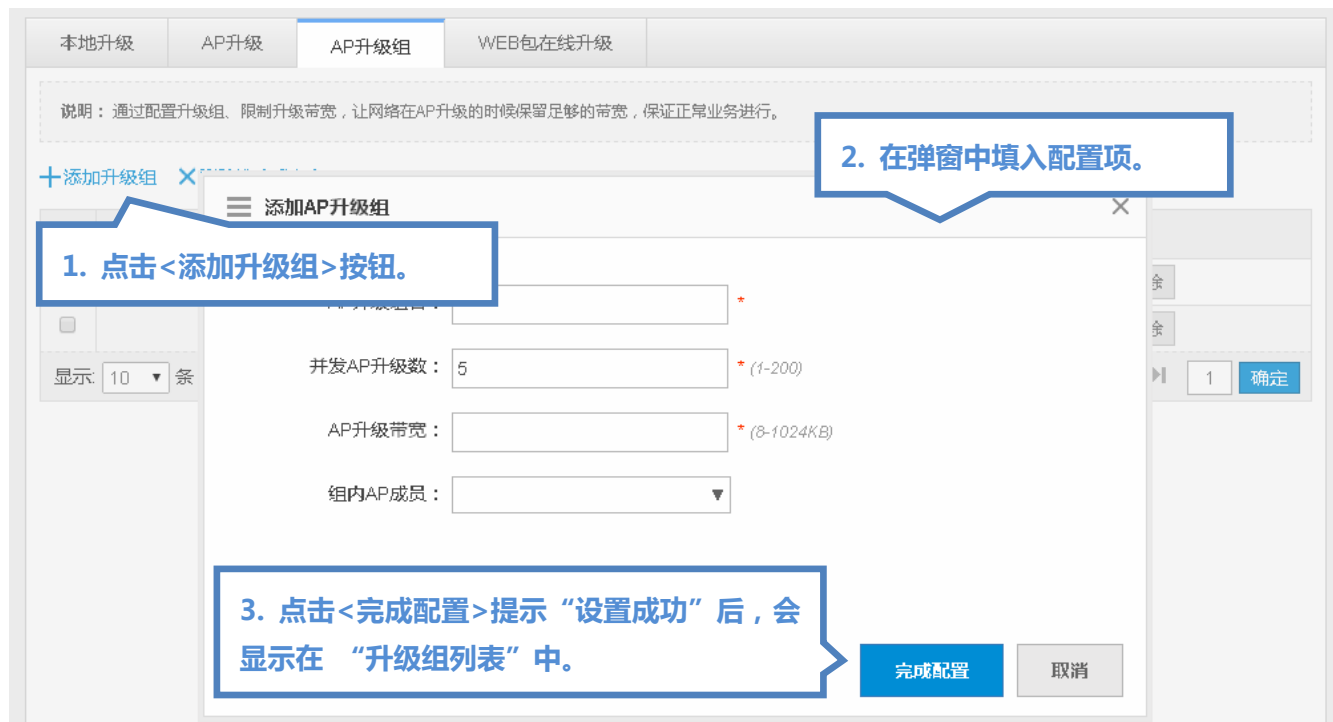 本地升级 AP升级 AP升级组 WEB包在线升级
说明：通过配置升级组、限制升级带宽，让网络在AP升级的时候保留足够的带宽，保证正常业务进行。
2. 在弹窗中填入配置项。
添加升级组
添加AP升级组
1. 点击<添加升级组>按钮。
*
并发AP升级数： 5 * (1-200)
显示: 10 条 1 确定
AP升级带宽： * (8-1024KB)
组内AP成员：
3. 点击<完成配置>提示“设置成功”后，会
显示在 “升级组列表”中。
完成配置 取消